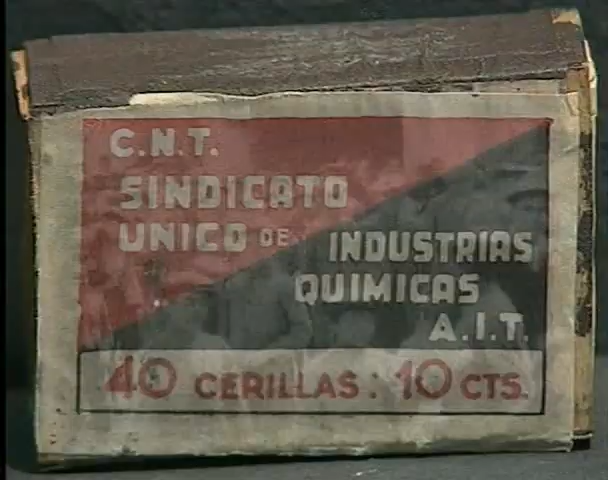 C.N.T.
SINDICATO
UNICO DE INDUSTRIAS
QUIMICAS
A.I.T.
40 CERILLAS: 10 CTS.